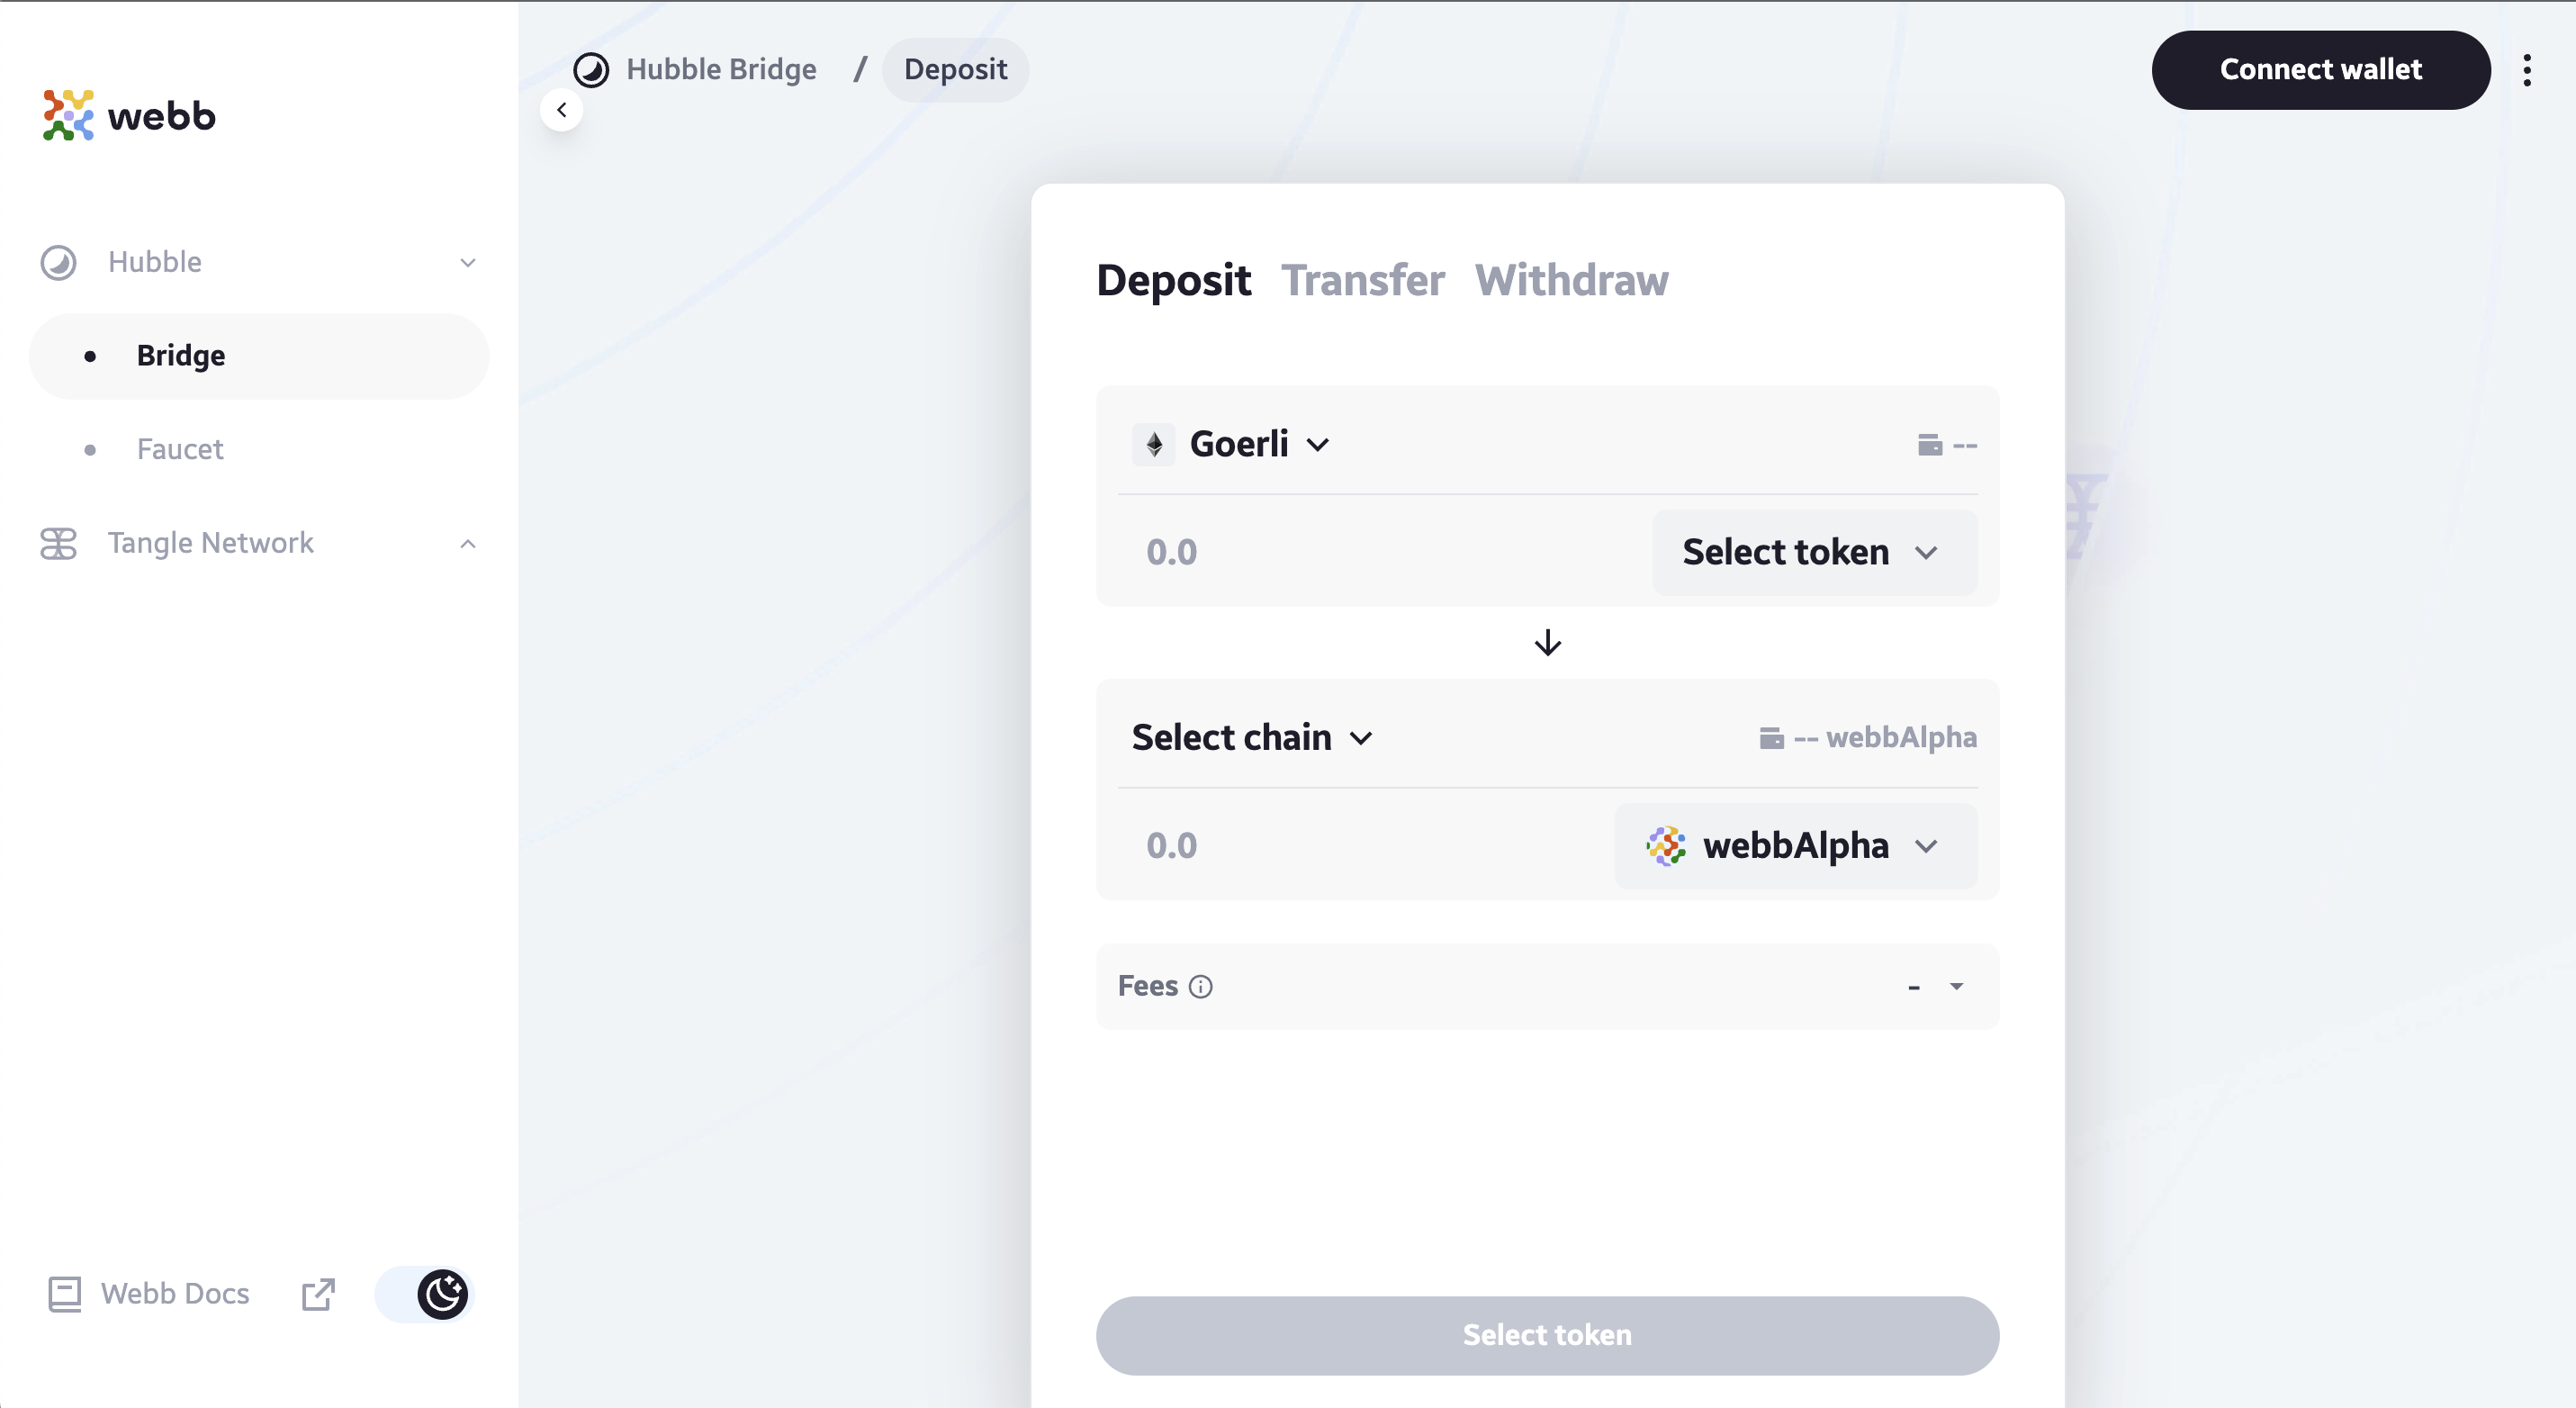 webb
Hubble
Bridge
Faucet
Tangle Network
Webb Docs
Hubble Bridge / Deposit
Connect wallet
Deposit Transfer Withdraw
Goerli --
0.0 Select token
Select chain -- webbAlpha
0.0 webbAlpha
Fees -
Select token